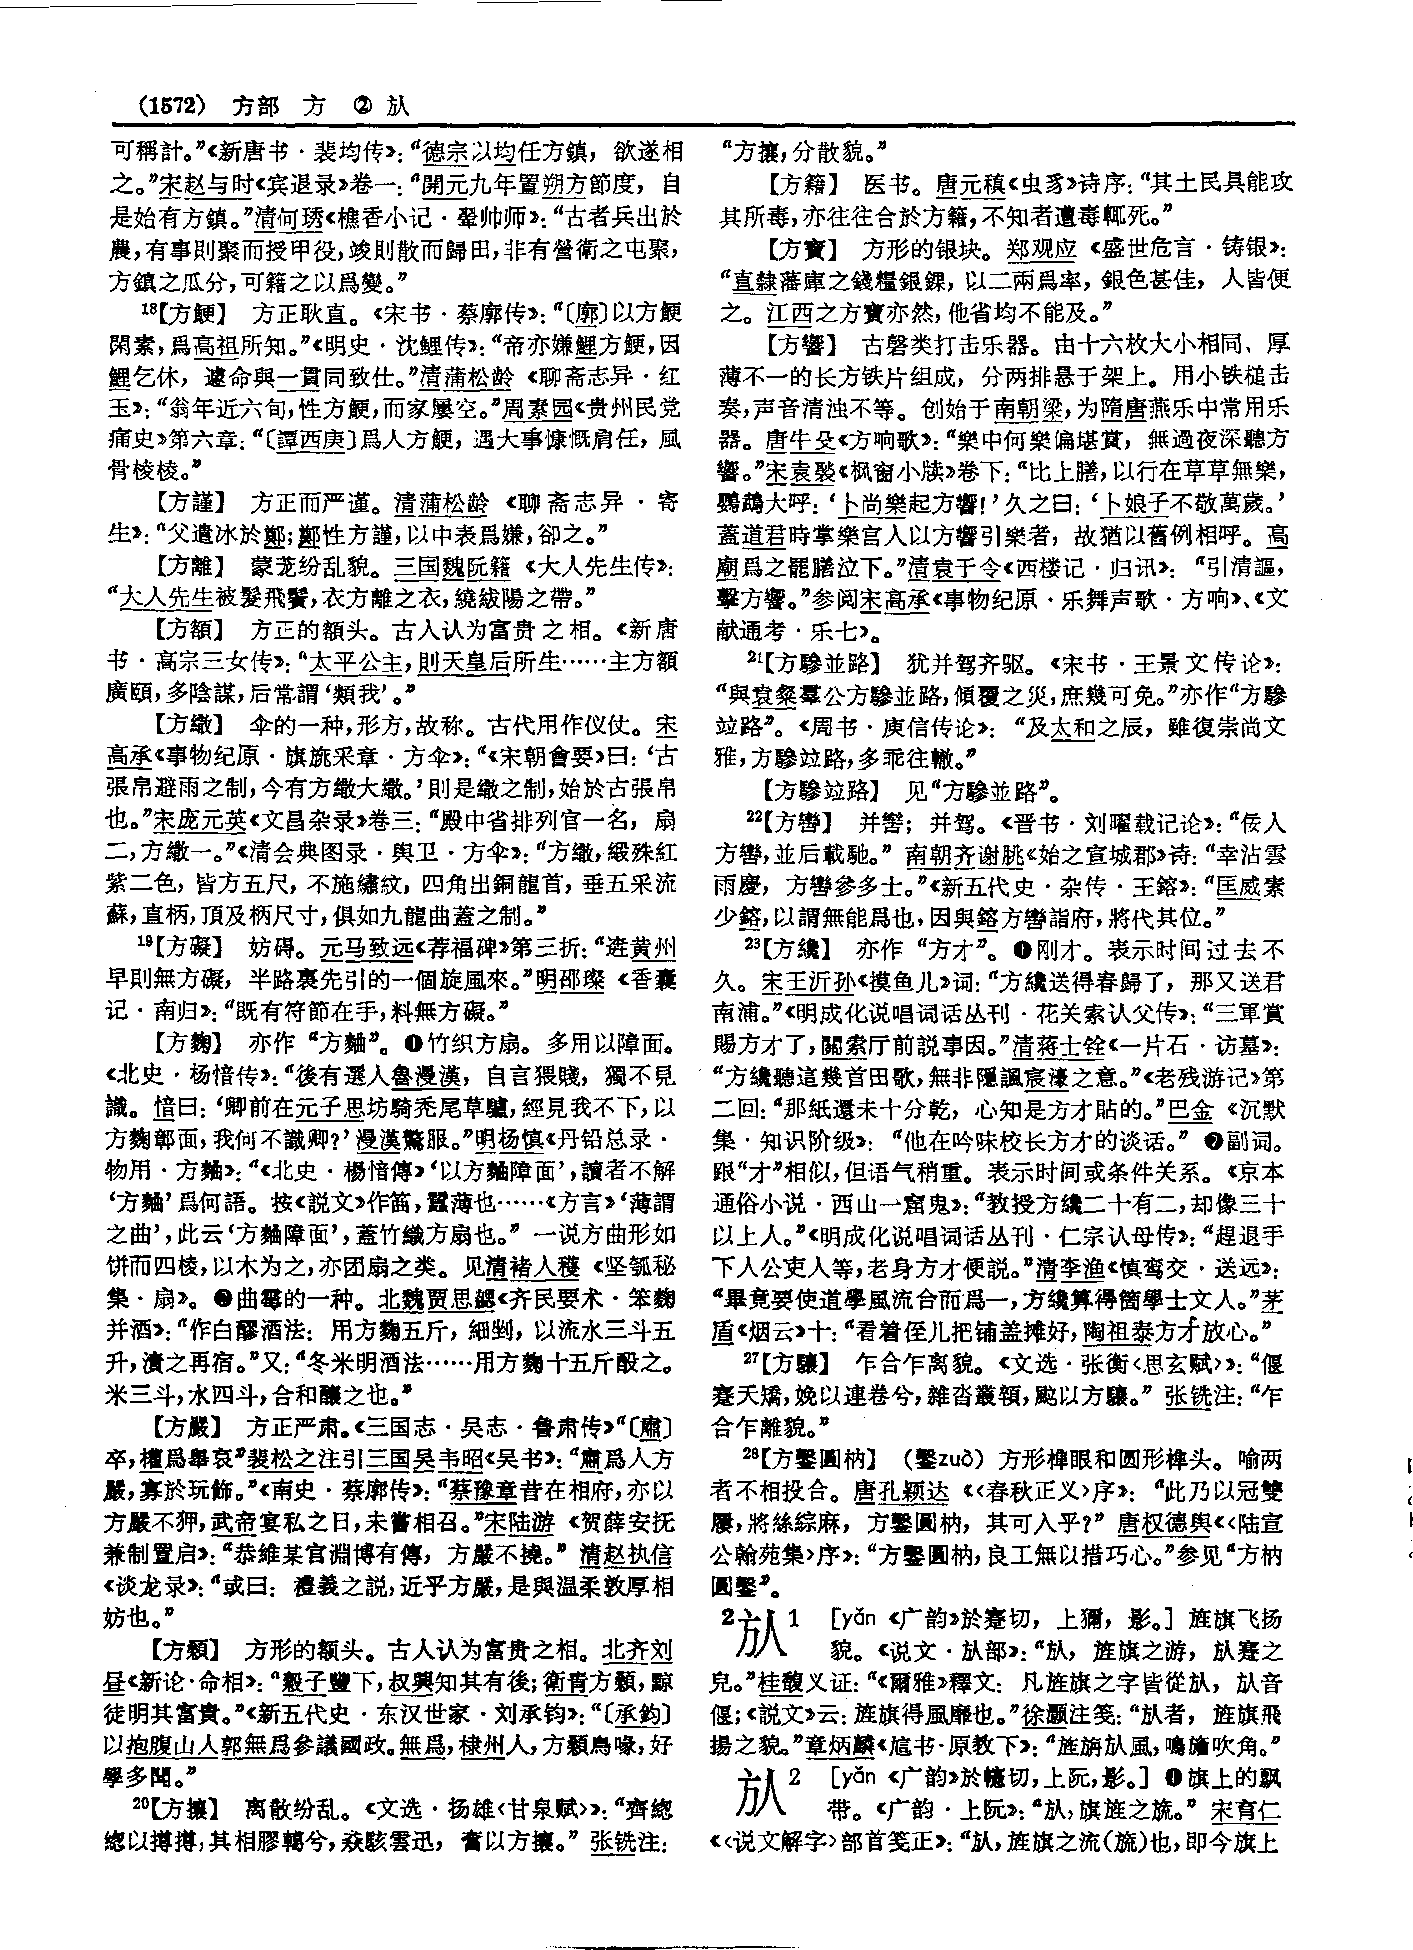 (1572) 方部 方 ② 㫃
可稱計。”《新唐书·裴均传》：“德宗以均任方鎮，欲遂相
之。”宋赵与时《宾退录》卷一：“開元九年置朔方節度，自
是始有方鎮。”清何琇《樵香小记·翚帅师》：“古者兵出於
農，有事則聚而授甲役，竣則散而歸田，非有營衛之屯聚，
方鎮之瓜分，可籍之以爲變。”
18【方鯁】 方正耿直。《宋书·蔡廓传》：“〔廓〕以方鯁
閑素，爲高祖所知。”《明史·沈鲤传》：“帝亦嫌鯉方鯁，因
鯉乞休，遽命與一貫同致仕。”清蒲松龄《聊斋志异·红
玉》：“翁年近六旬，性方鯁，而家屢空。”周素园《贵州民党
痛史》第六章：“〔譚西庚〕爲人方鯁，遇大事慷慨肩任，風
骨棱棱。”
【方謹】 方正而严谨。清蒲松龄《聊斋志异·寄
生》：“父遣冰於鄭；鄭性方謹，以中表爲嫌，卻之。”
【方離】 蒙茏纷乱貌。三国魏阮籍《大人先生传》：
“大人先生被髮飛鬢，衣方離之衣，繞紱陽之帶。”
【方額】 方正的额头。古人认为富贵之相。《新唐
书·高宗三女传》：“太平公主，則天皇后所生……主方額
廣頤，多陰謀，后常謂‘類我’。”
【方繖】 伞的一种，形方，故称。古代用作仪仗。宋
高承《事物纪原·旗旐采章·方伞》：“《宋朝會要》曰：‘古
張帛避雨之制，今有方繖大繖。’則是繖之制，始於古張帛
也。”宋庞元英《文昌杂录》卷三：“殿中省排列官一名，扇
二，方繖一。”《清会典图录·舆卫·方伞》：“方繖，緞殊紅
紫二色，皆方五尺，不施繡紋，四角出銅龍首，垂五采流
蘇，直柄，頂及柄尺寸，俱如九龍曲蓋之制。”
19【方礙】 妨碍。元马致远《荐福碑》第三折：“逩黄州
早則無方礙，半路裏先引的一個旋風來。”明邵璨《香囊
记·南归》：“既有符節在手，料無方礙。”
【方麴】 亦作“方䴰”。❶竹织方扇。多用以障面。
《北史·杨愔传》：“後有選人魯漫漢，自言猥賤，獨不見
識。愔曰：‘卿前在元子思坊騎禿尾草驢，經見我不下，以
方麴鄣面，我何不識卿？’漫漢驚服。”明杨慎《丹铅总录·
物用·方䴰》：“《北史·楊愔傳》‘以方䴰障面’，讀者不解
‘方䴰’爲何語。按《說文》作䒼，蠶薄也……《方言》‘薄謂
之曲’，此云‘方䴰障面’，蓋竹織方扇也。”一说方曲形如
饼而四棱，以木为之，亦团扇之类。见清褚人穫《坚瓠秘
集·扇》。❷曲霉的一种。北魏贾思勰《齐民要术·笨麴
并酒》：“作白醪酒法：用方麴五斤，細剉，以流水三斗五
升，漬之再宿。”又：“冬米明酒法……用方麴十五斤酘之。
米三斗，水四斗，合和釀之也。”
【方嚴】 方正严肃。《三国志·吴志·鲁肃传》“〔肅〕
卒，權爲舉哀”裴松之注引三国吴韦昭《吴书》：“肅爲人方
嚴，寡於玩飾。”《南史·蔡廓传》：“蔡豫章昔在相府，亦以
方嚴不狎，武帝宴私之日，未嘗相召。”宋陆游《贺薛安抚
兼制置启》：“恭維某官淵博有傳，方嚴不撓。”清赵执信
《谈龙录》：“或曰：禮義之説，近乎方嚴，是與温柔敦厚相
妨也。”
【方顙】 方形的额头。古人认为富贵之相。北齐刘
昼《新论·命相》：“穀子豐下，叔興知其有後；衛青方顙，黥
徒明其富貴。”《新五代史·东汉世家·刘承钧》：“〔承鈞〕
以抱腹山人郭無爲參議國政。無爲，棣州人，方顙鳥喙，好
學多聞。”
20【方攘】 离散纷乱。《文选·扬雄〈甘泉赋〉》：“齊緫
緫以撙撙，其相膠轕兮，猋駭雲迅，奮以方攘。”张铣注：
“方攘，分散貌。”
【方籍】 医书。唐元稹《虫豸》诗序：“其土民具能攻
其所毒，亦往往合於方籍，不知者遭毒輒死。”
【方寶】 方形的银块。郑观应《盛世危言·铸银》：
“直隸藩庫之錢糧銀錁，以二兩爲率，銀色甚佳，人皆便
之。江西之方寶亦然，他省均不能及。”
【方響】 古磬类打击乐器。由十六枚大小相同、厚
薄不一的长方铁片组成，分两排悬于架上。用小铁槌击
奏，声音清浊不等。创始于南朝梁，为隋唐燕乐中常用乐
器。唐牛殳《方响歌》：“樂中何樂偏堪賞，無過夜深聽方
響。”宋袁褧《枫窗小牍》卷下：“比上膳，以行在草草無樂，
鸚鵡大呼：‘卜尚樂起方響！’久之曰：‘卜娘子不敬萬歲。’
蓋道君時掌樂宫人以方響引樂者，故猶以舊例相呼。高
廟爲之罷膳泣下。”清袁于令《西楼记·归讯》：“引清謳，
擊方響。”参阅宋高承《事物纪原·乐舞声歌·方响》、《文
献通考·乐七》。
21【方驂並路】 犹并驾齐驱。《宋书·王景文传论》：
“與袁粲羣公方驂並路，傾覆之災，庶幾可免。”亦作“方驂
竝路”。《周书·庾信传论》：“及太和之辰，雖復崇尚文
雅，方驂竝路，多乖往轍。”
【方驂竝路】 见“方驂並路”。
22【方轡】 并辔；并驾。《晋书·刘曜载记论》：“佞人
方轡，並后載馳。”南朝齐谢朓《始之宣城郡》诗：“幸沾雲
雨慶，方轡參多士。”《新五代史·杂传·王鎔》：“匡威素
少鎔，以謂無能爲也，因與鎔方轡詣府，將代其位。”
23【方纔】 亦作“方才”。❶刚才。表示时间过去不
久。宋王沂孙《摸鱼儿》词：“方纔送得春歸了，那又送君
南浦。”《明成化说唱词话丛刊·花关索认父传》：“三軍賞
賜方才了，關索厅前説事因。”清蒋士铨《一片石·访墓》：
“方纔聽這幾首田歌，無非隱諷宸濠之意。”《老残游记》第
二回：“那紙還未十分乾，心知是方才貼的。”巴金《沉默
集·知识阶级》：“他在吟味校长方才的谈话。”❷副词。
跟“才”相似，但语气稍重。表示时间或条件关系。《京本
通俗小说·西山一窟鬼》：“教授方纔二十有二，却像三十
以上人。”《明成化说唱词话丛刊·仁宗认母传》：“趕退手
下人公吏人等，老身方才便説。”清李渔《慎鸾交·送远》：
“畢竟要使道學風流合而爲一，方纔算得箇學士文人。”茅
盾《烟云》十：“看着侄儿把铺盖摊好，陶祖泰方才放心。”
27【方驤】 乍合乍离貌。《文选·张衡〈思玄赋〉》：“偃
蹇夭矯，娩以連卷兮，雜沓叢顇，颯以方驤。”张铣注：“乍
合乍離貌。”
28【方鑿圓枘】 （鑿zuò）方形榫眼和圆形榫头。喻两
者不相投合。唐孔颖达《〈春秋正义〉序》：“此乃以冠雙
屨，將絲綜麻，方鑿圓枘，其可入乎？”唐权德舆《〈陆宣
公翰苑集〉序》：“方鑿圓枘，良工無以措巧心。”参见“方枘
圓鑿”。
2㫃1 ［yǎn《广韵》於蹇切，上獮，影。］旌旗飞扬
貌。《说文·㫃部》：“㫃，旌旗之游，㫃蹇之
皃。”桂馥义证：“《爾雅》釋文：凡旌旗之字皆從㫃，㫃音
偃；《説文》云：旌旗得風靡也。”徐灝注笺：“㫃者，旌旗飛
揚之貌。”章炳麟《訄书·原教下》：“旌旃㫃風，鳴簫吹角。”
㫃2 ［yǎn《广韵》於幰切，上阮，影。］❶旗上的飘
带。《广韵·上阮》：“㫃，旗旌之旒。”宋育仁
《〈说文解字〉部首笺正》：“㫃，旌旗之流（旒）也，即今旗上